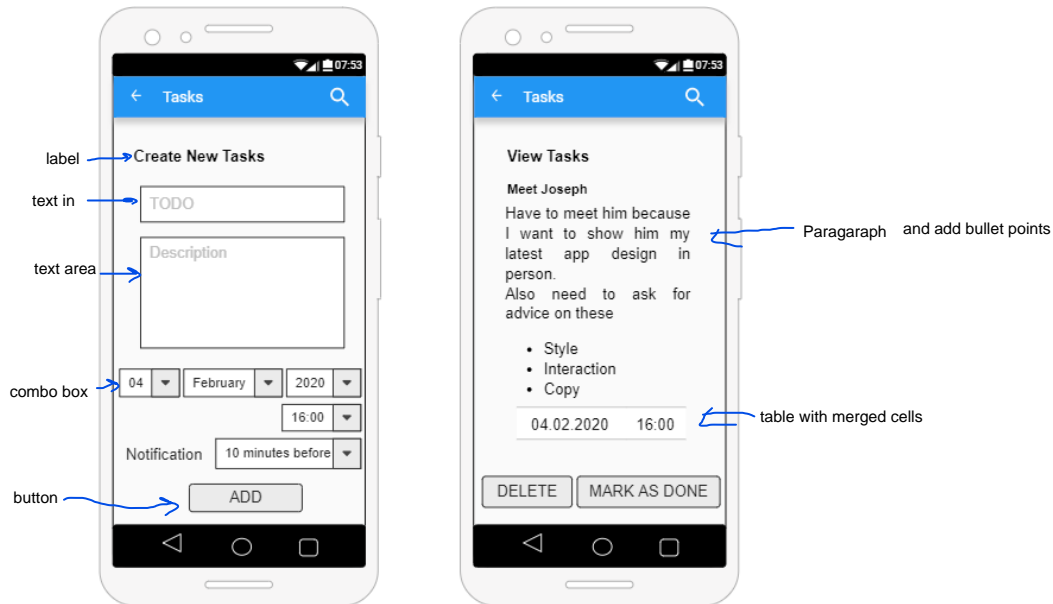 07:53
Tasks
label
Create New Tasks
text in
TODO
text area
Description
combo box
04
February
2020
16:00
Notification
10 minutes before
button
ADD
07:53
Tasks
View Tasks
Meet Joseph
Have to meet him because
I want to show him my
latest app design in
person.
Also need to ask for
advice on these
• Style
• Interaction
• Copy
04.02.2020 16:00
DELETE
MARK AS DONE
Paragaraph
and add bullet points
table with merged cells